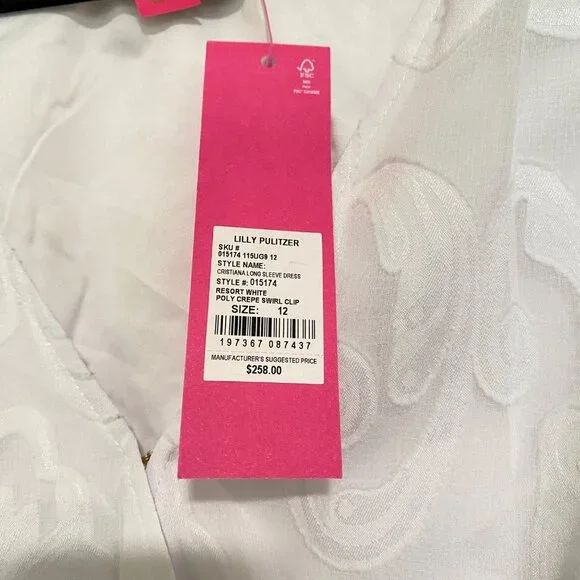 FSC
LILLY PULITZER
SKU #
015174 115UG9 12
STYLE NAME:
CRISTIANA LONG SLEEVE DRESS
STYLE #: 015174
RESORT WHITE
POLY CREPE SWIRL CLIP
SIZE: 12
197367 087437
MANUFACTURER'S SUGGESTED PRICE
$258.00